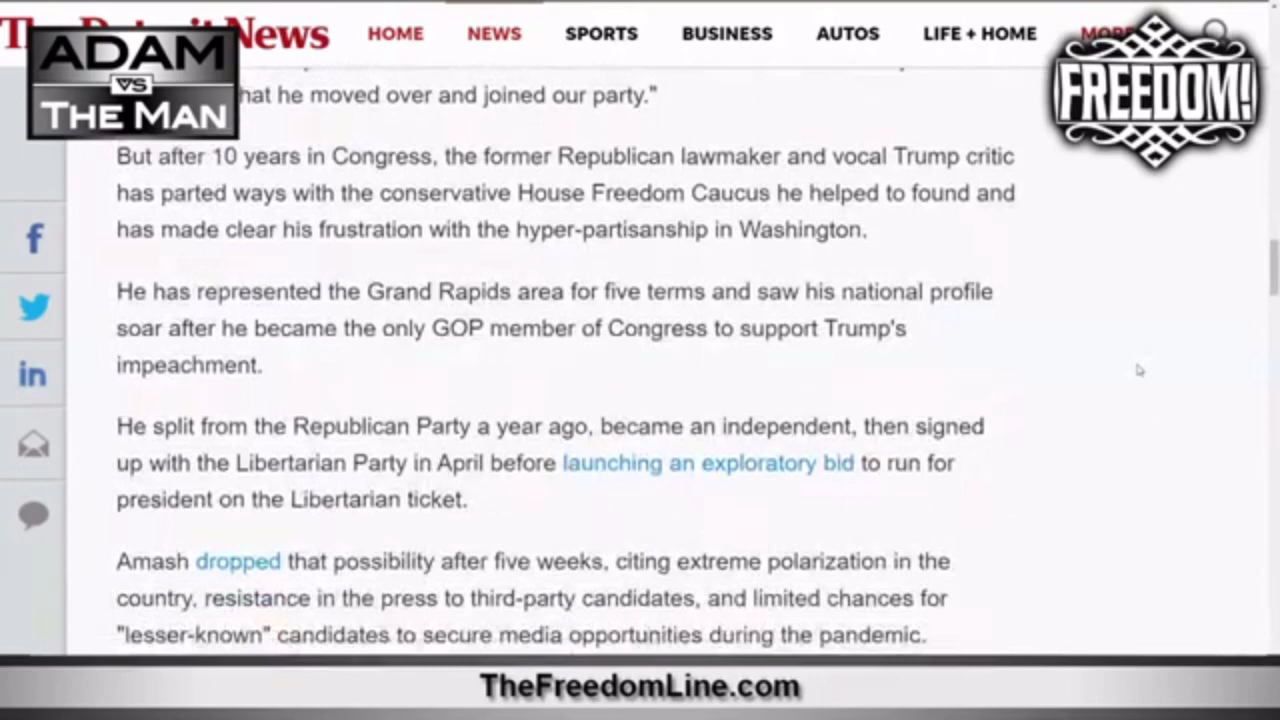 The Detroit News
HOME NEWS SPORTS BUSINESS AUTOS LIFE + HOME MORE
ADAM
VS
THE MAN
FREEDOM!
hat he moved over and joined our party."
But after 10 years in Congress, the former Republican lawmaker and vocal Trump critic
has parted ways with the conservative House Freedom Caucus he helped to found and
has made clear his frustration with the hyper-partisanship in Washington.
He has represented the Grand Rapids area for five terms and saw his national profile
soar after he became the only GOP member of Congress to support Trump's
impeachment.
He split from the Republican Party a year ago, became an independent, then signed
up with the Libertarian Party in April before launching an exploratory bid to run for
president on the Libertarian ticket.
Amash dropped that possibility after five weeks, citing extreme polarization in the
country, resistance in the press to third-party candidates, and limited chances for
"lesser-known" candidates to secure media opportunities during the pandemic.
TheFreedomLine.com